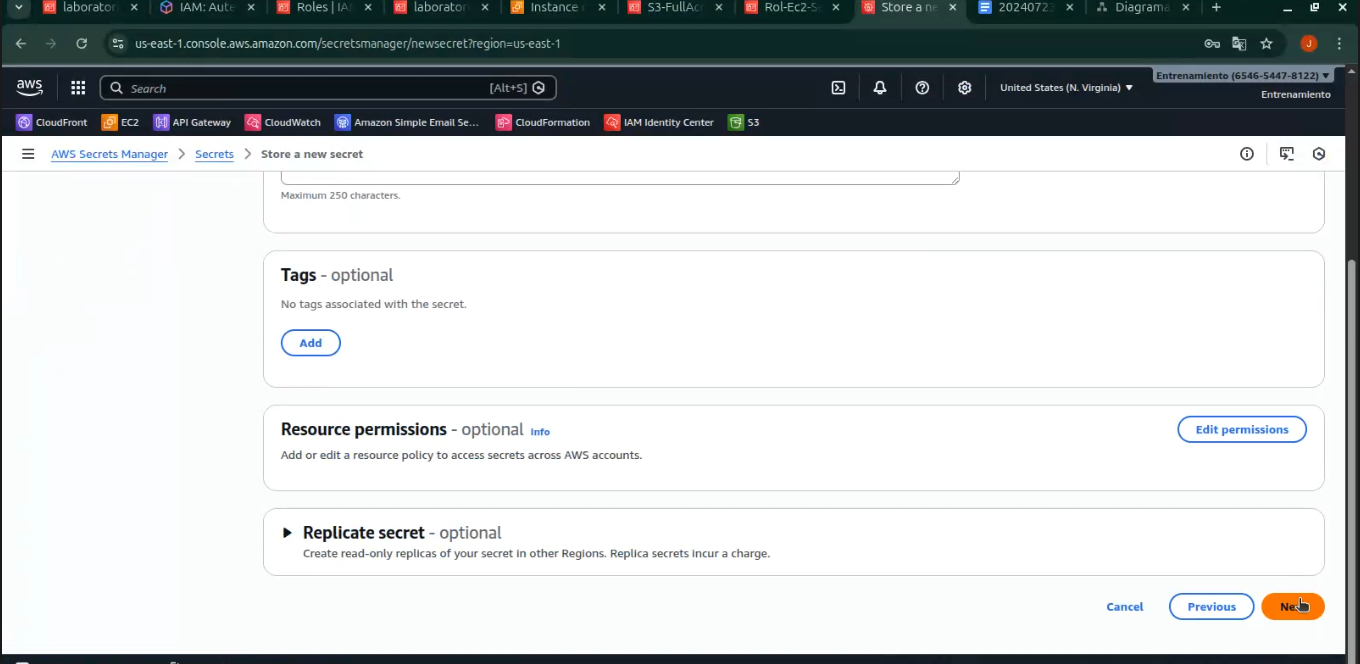 laborator
IAM: Aute
Roles | IA
laborator
Instance
S3-FullAc
Rol-Ec2-S
Store a ne
2024072
Diagrama
us-east-1.console.aws.amazon.com/secretsmanager/newsecret?region=us-east-1
J
aws
Search
[Alt+S]
United States (N. Virginia) ▼
Entrenamiento (6546-5447-8122) ▼
Entrenamiento
CloudFront
EC2
API Gateway
CloudWatch
Amazon Simple Email Se...
CloudFormation
IAM Identity Center
S3
AWS Secrets Manager > Secrets > Store a new secret
Maximum 250 characters.
Tags - optional
No tags associated with the secret.
Add
Resource permissions - optional Info
Edit permissions
Add or edit a resource policy to access secrets across AWS accounts.
Replicate secret - optional
Create read-only replicas of your secret in other Regions. Replica secrets incur a charge.
Cancel
Previous
Next